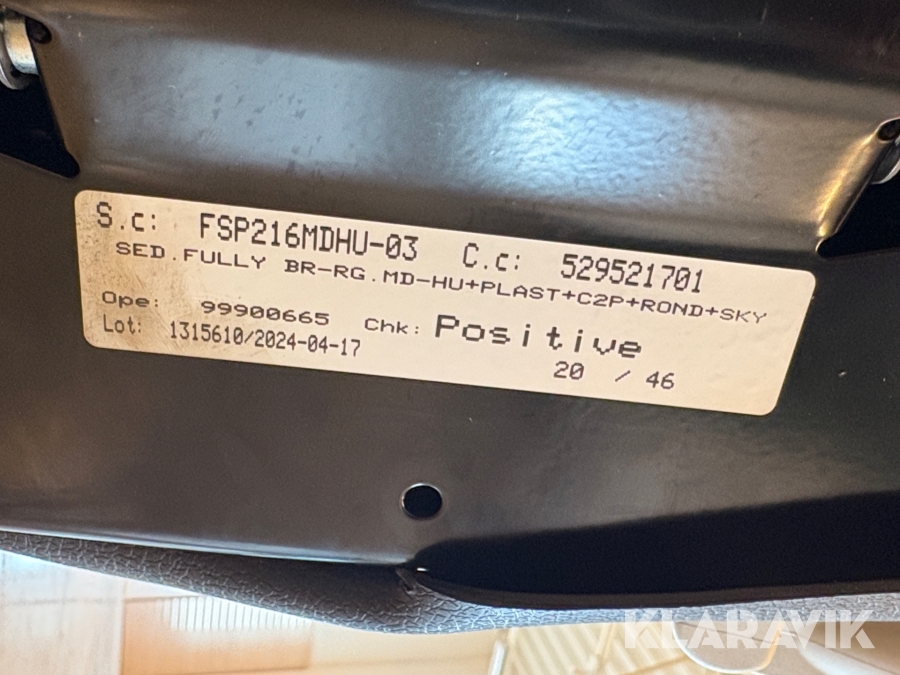 S.c: FSP216MDHU-03 C.c: 529521701
SED.FULLY BR-RG.MD-HU+PLAST+C2P+ROND+SKY
Ope: 99900665 Chk: Positive
Lot: 1315610/2024-04-17 20 / 46
KLARAVIK